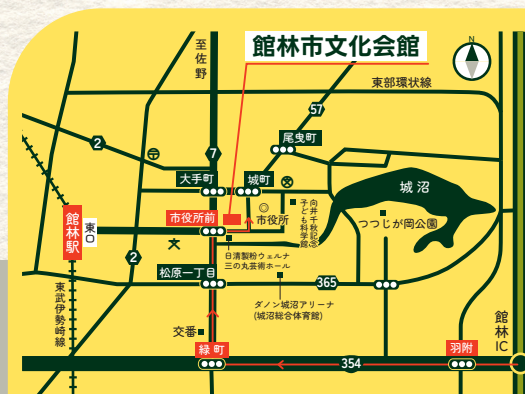 館林市文化会館
N
至佐野
東部環状線
57
2
7
尾曳町
大手町
城町
城沼
向井千秋記念
子ども科学館
市役所前
市役所
つつじが岡公園
館林駅
東口
日清製粉ウェルナ
三の丸芸術ホール
2
松原一丁目
365
東武伊勢崎線
ダノン城沼アリーナ
(城沼総合体育館)
交番
緑町
354
羽附
館林IC